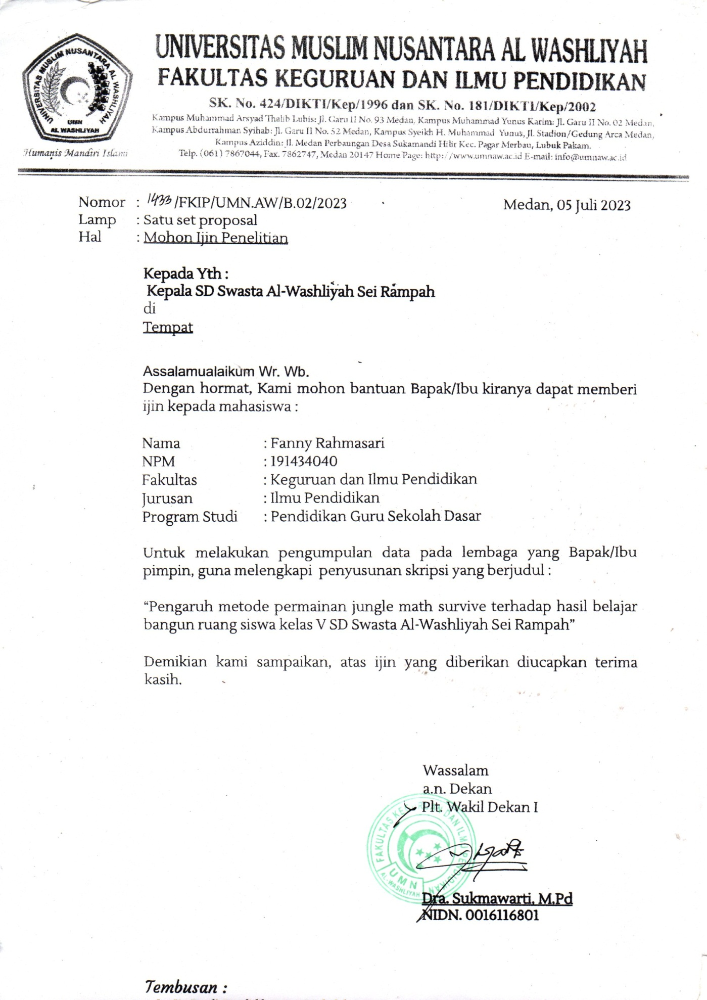 UNIVERSITAS MUSLIM NUSANTARA AL WASHLIYAH
UMN
AL WASHLIYAH
Humanis Mandiri Islami
UNIVERSITAS MUSLIM NUSANTARA AL WASHLIYAH
FAKULTAS KEGURUAN DAN ILMU PENDIDIKAN
SK. No. 424/DIKTI/Kep/1996 dan SK. No. 181/DIKTI/Kep/2002
Kampus Muhammad Arsyad Thalib Lubis: Jl. Garu II No. 93 Medan, Kampus Muhammad Yunus Karim: Jl. Garu II No. 02 Medan,
Kampus Abdurrahman Syihab: Jl. Garu II No. 52 Medan, Kampus Syeikh H. Muhammad Yunus, Jl. Stadion/Gedung Arca Medan,
Kampus Aziddin: Jl. Medan Perbaungan Desa Sukamandi Hilir Kec. Pagar Merbau, Lubuk Pakam.
Telp. (061) 7867044, Fax. 7862747, Medan 20147 Home Page: http://www.umnaw.ac.id E-mail: info@umnaw.ac.id
Nomor : 1433/FKIP/UMN.AW/B.02/2023 Medan, 05 Juli 2023
Lamp : Satu set proposal
Hal : Mohon Ijin Penelitian
Kepada Yth :
Kepala SD Swasta Al-Washliyah Sei Rampah
di
Tempat
Assalamualaikum Wr. Wb.
Dengan hormat, Kami mohon bantuan Bapak/Ibu kiranya dapat memberi
ijin kepada mahasiswa :
Nama : Fanny Rahmasari
NPM : 191434040
Fakultas : Keguruan dan Ilmu Pendidikan
Jurusan : Ilmu Pendidikan
Program Studi : Pendidikan Guru Sekolah Dasar
Untuk melakukan pengumpulan data pada lembaga yang Bapak/Ibu
pimpin, guna melengkapi penyusunan skripsi yang berjudul :
“Pengaruh metode permainan jungle math survive terhadap hasil belajar
bangun ruang siswa kelas V SD Swasta Al-Washliyah Sei Rampah”
Demikian kami sampaikan, atas ijin yang diberikan diucapkan terima
kasih.
Wassalam
a.n. Dekan
Plt. Wakil Dekan I
FAKULTAS KEGURUAN DAN ILMU PENDIDIKAN
UMN
AL-WASHLIYAH
Dra. Sukmawarti, M.Pd
NIDN. 0016116801
Tembusan :